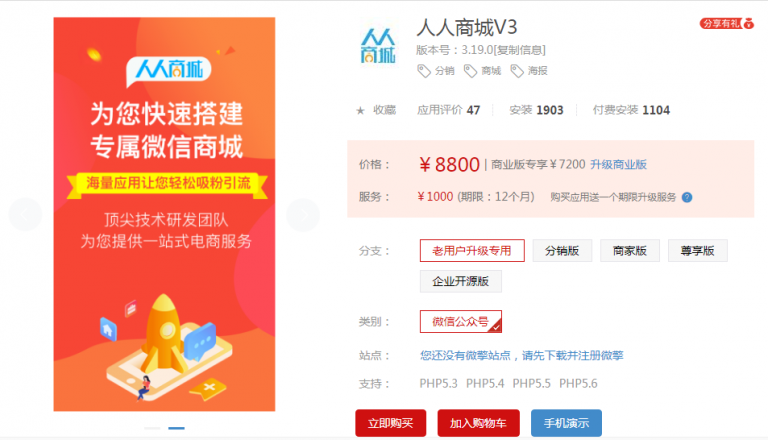 人人商城
为您快速搭建
专属微信商城
海量应用让您轻松吸粉引流
顶尖技术研发团队
为您提供一站式电商服务
人人
商城
人人商城V3
分享有礼
版本号：3.19.0[复制信息]
分销 商城 海报
★ 收藏 应用评价 47 安装 1903 付费安装 1104
价格： ￥8800 | 商业版专享￥7200 升级商业版
服务： ￥1000 (期限：12个月) 购买应用送一个期限升级服务 ?
分支： 老用户升级专用 分销版 商家版 尊享版
企业开源版
类别： 微信公众号
站点： 您还没有微擎站点，请先下载并注册微擎
支持： PHP5.3 PHP5.4 PHP5.5 PHP5.6
立即购买 加入购物车 手机演示